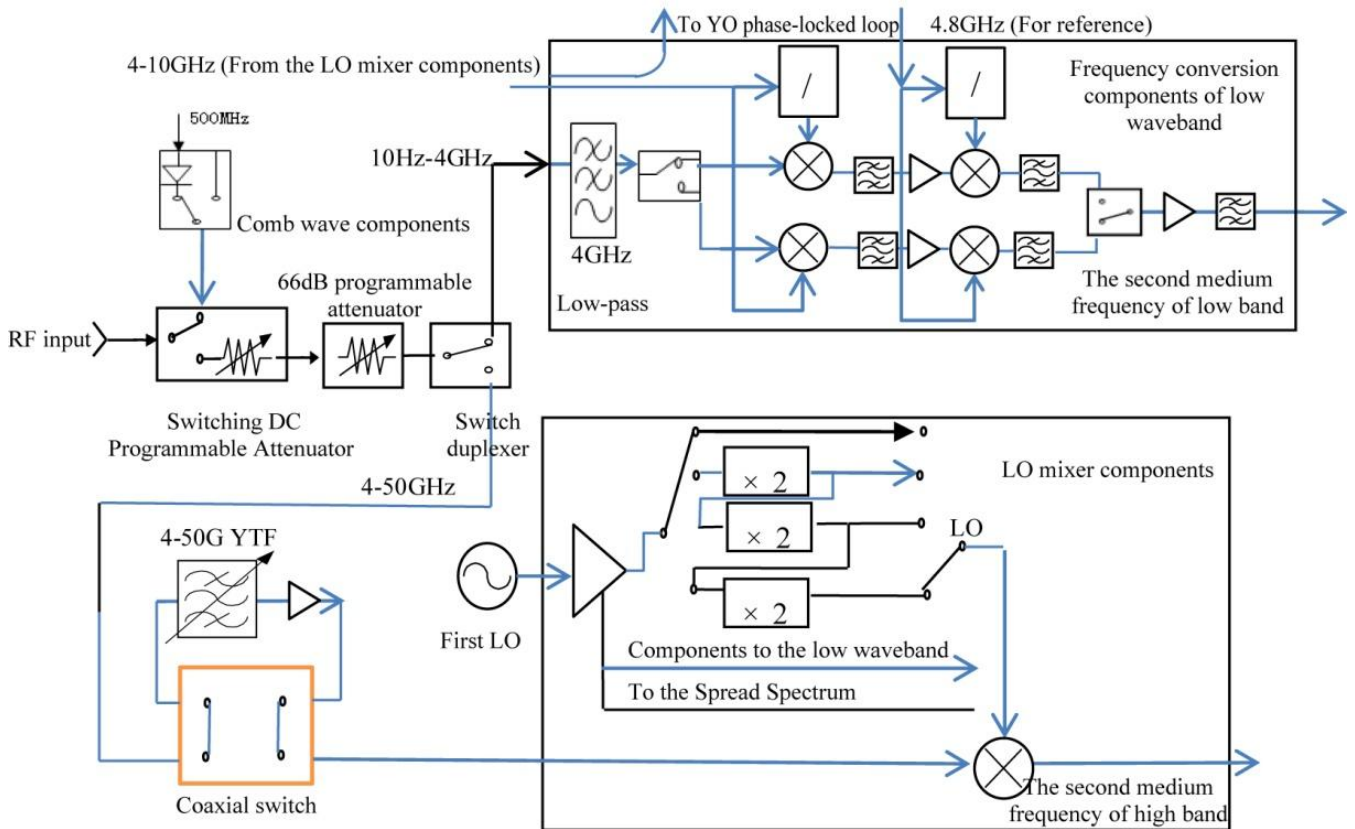 To YO phase-locked loop
4.8GHz (For reference)
4-10GHz (From the LO mixer components)
Frequency conversion
components of low
waveband
/
/
500MHz
10Hz-4GHz
Comb wave components
4GHz
66dB programmable
attenuator
Low-pass
The second medium
frequency of low band
RF input
Switching DC
Programmable Attenuator
Switch
duplexer
4-50GHz
LO mixer components
× 2
× 2
× 2
LO
4-50G YTF
First LO
Components to the low waveband
To the Spread Spectrum
Coaxial switch
The second medium
frequency of high band